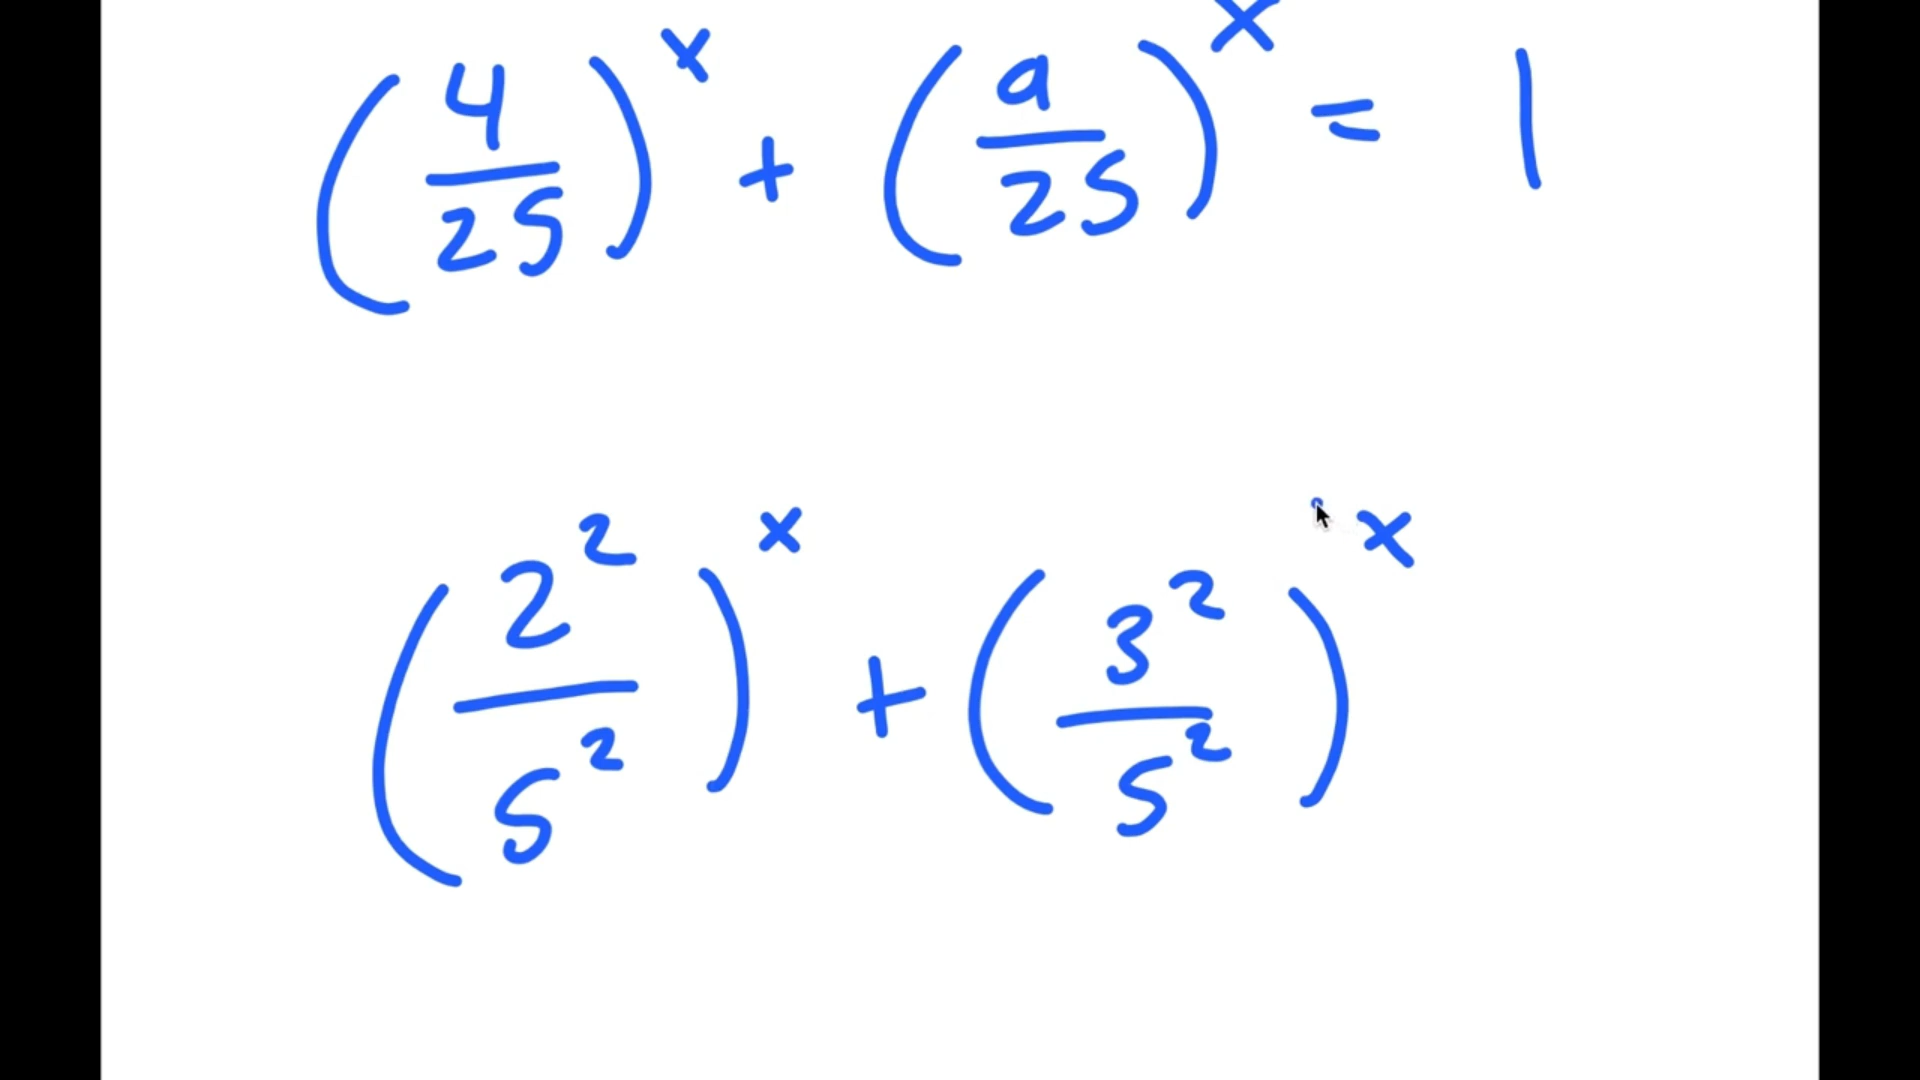 (4/25)^x + (9/25)^x = 1
(2^2/5^2)^x + (3^2/5^2)^x